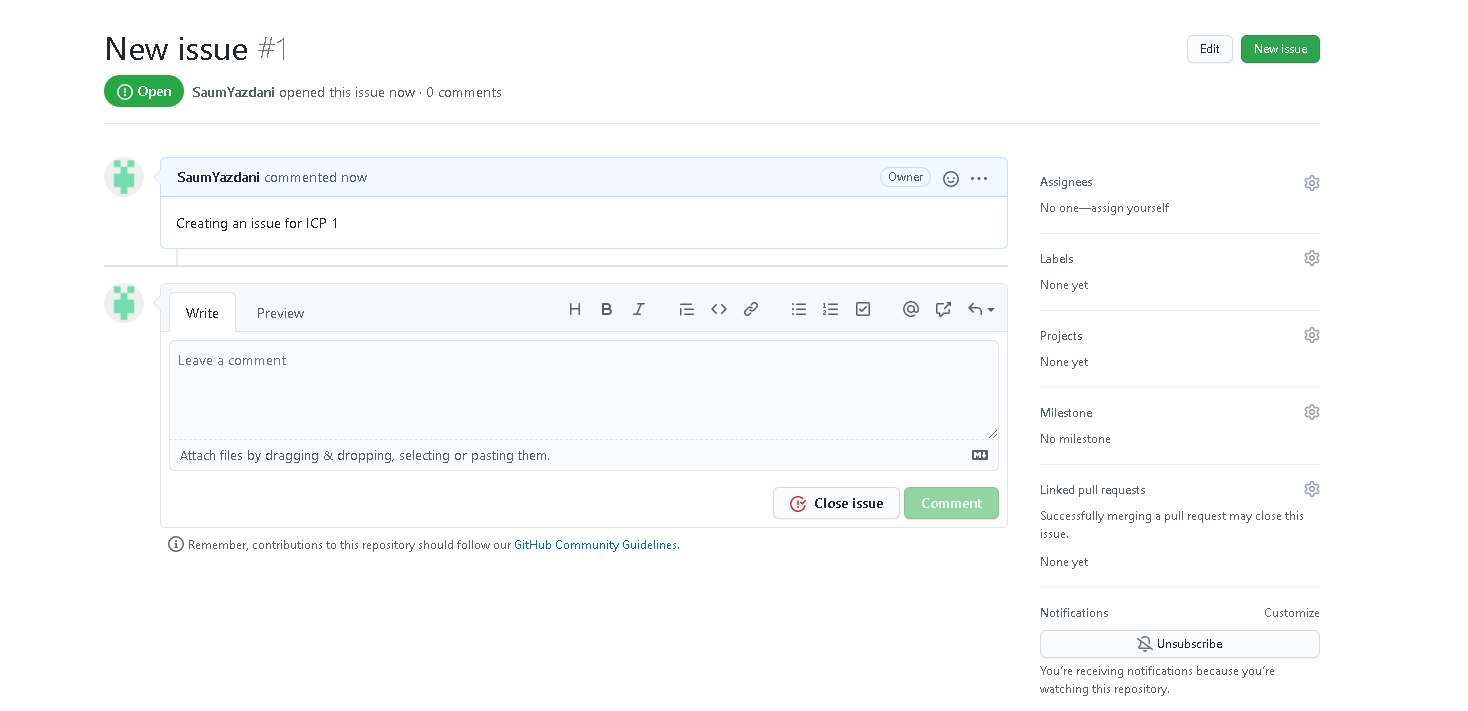 New issue #1
Edit
New issue
Open
SaumYazdani opened this issue now · 0 comments
SaumYazdani commented now
Owner
Creating an issue for ICP 1
Write
Preview
H B I
Leave a comment
Attach files by dragging & dropping, selecting or pasting them.
Close issue
Comment
Remember, contributions to this repository should follow our GitHub Community Guidelines.
Assignees
No one—assign yourself
Labels
None yet
Projects
None yet
Milestone
No milestone
Linked pull requests
Successfully merging a pull request may close this
issue.
None yet
Notifications
Customize
Unsubscribe
You're receiving notifications because you're
watching this repository.